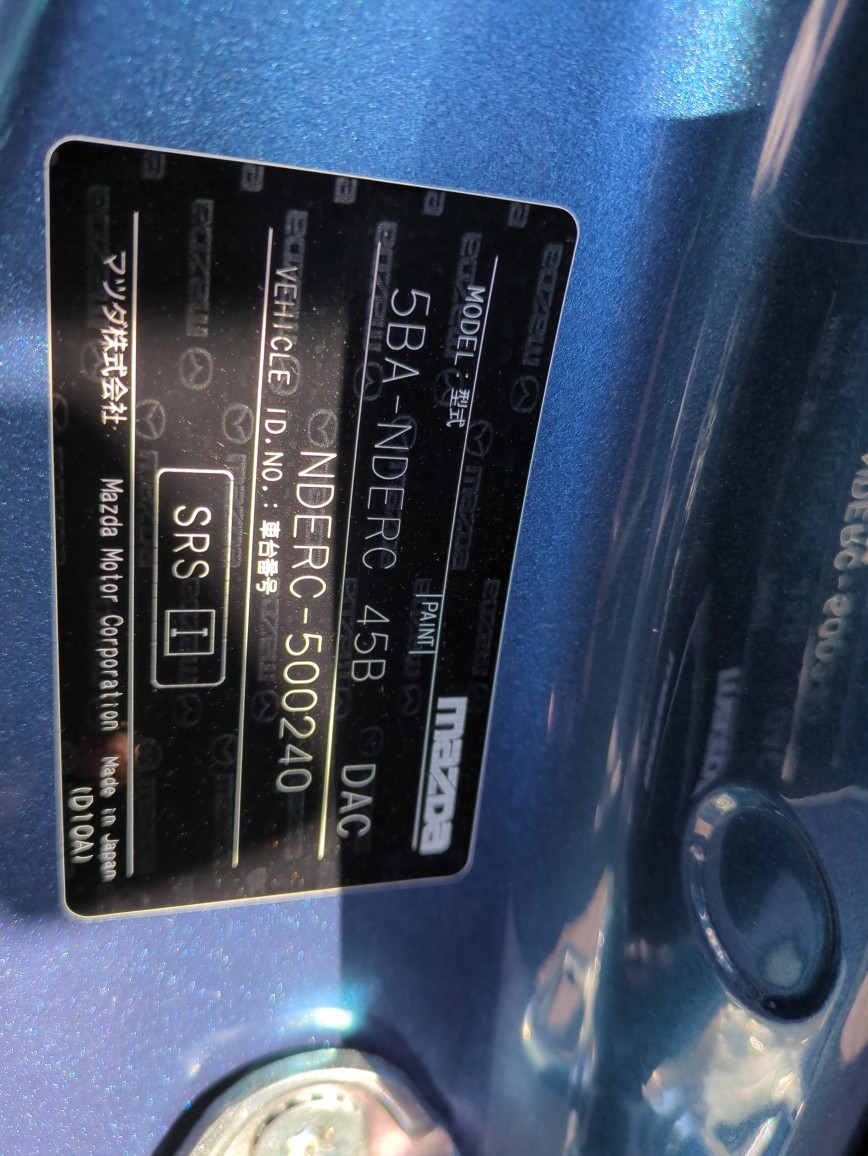 mazda
MODEL:型式
PAINT
5BA-NDERC 45B DAC
VEHICLE ID.NO.:車台番号
NDERC-500240
SRS I
マツダ株式会社 Mazda Motor Corporation Made in Japan
(D10A)